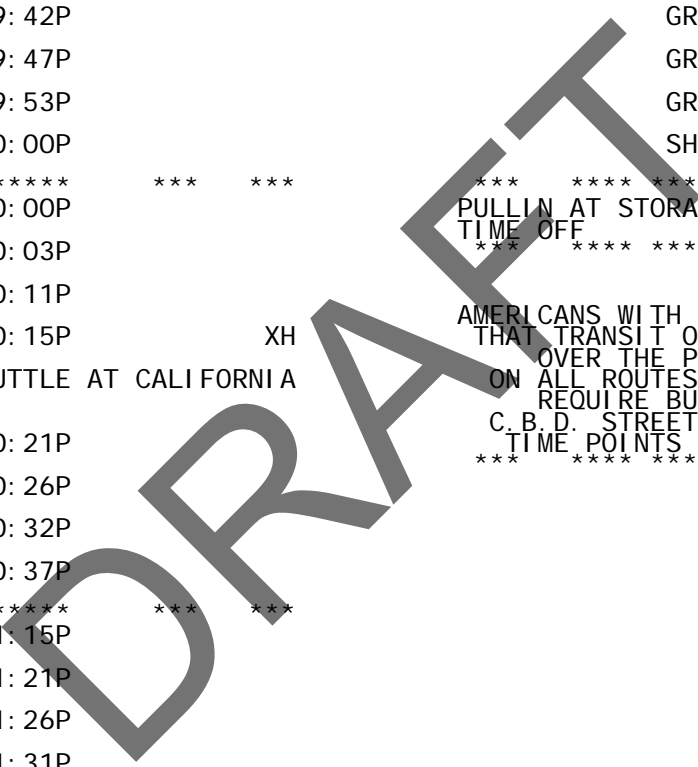 9:42P
9:47P
9:53P
0:00P
***** *** ***
0:00P
0:03P
0:11P
0:15P XH
UTTLE AT CALIFORNIA
0:21P
0:26P
0:32P
0:37P
***** *** ***
1:15P
1:21P
1:26P
1:31P
GR
GR
GR
SH
*** **** ***
PULLIN AT STORA
TIME OFF
*** **** ***
AMERICANS WITH
THAT TRANSIT O
OVER THE P
ON ALL ROUTES
REQUIRE BU
C.B.D. STREET
TIME POINTS
*** **** ***
DRAFT